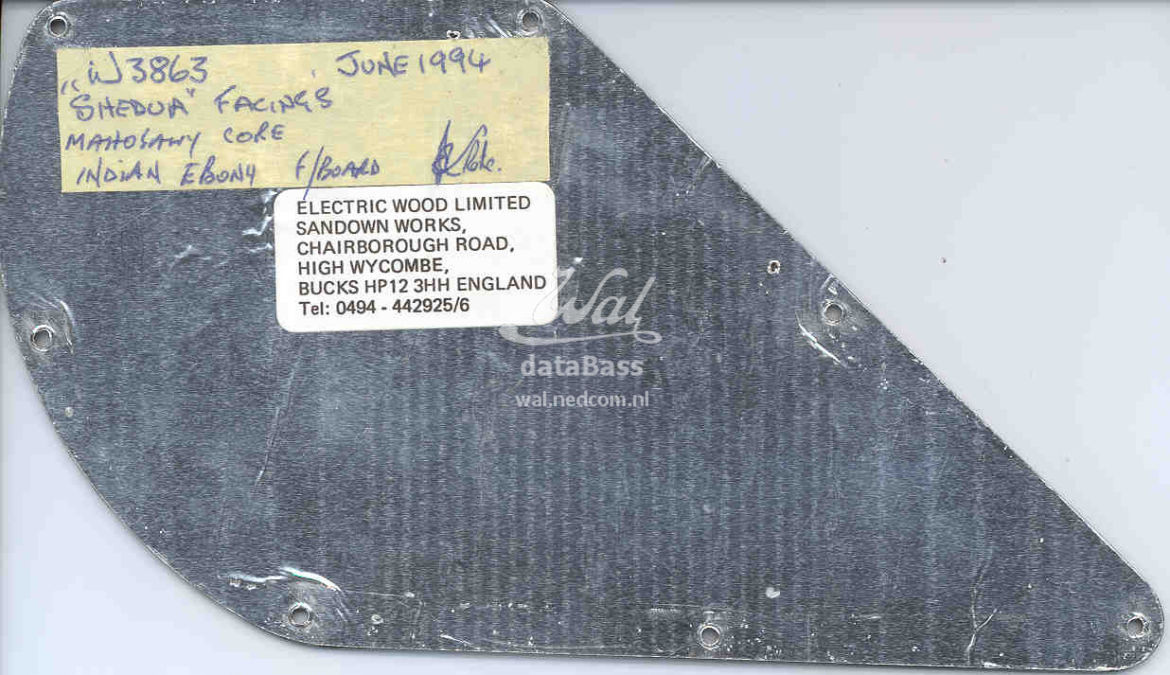 W3863 JUNE 1994
"SHEDUA" FACINGS
MAHOGANY CORE
INDIAN EBONY F/BOARD
ELECTRIC WOOD LIMITED
SANDOWN WORKS,
CHAIRBOROUGH ROAD,
HIGH WYCOMBE,
BUCKS HP12 3HH ENGLAND
Tel: 0494 - 442925/6
Wal
dataBass
wal.nedcom.nl